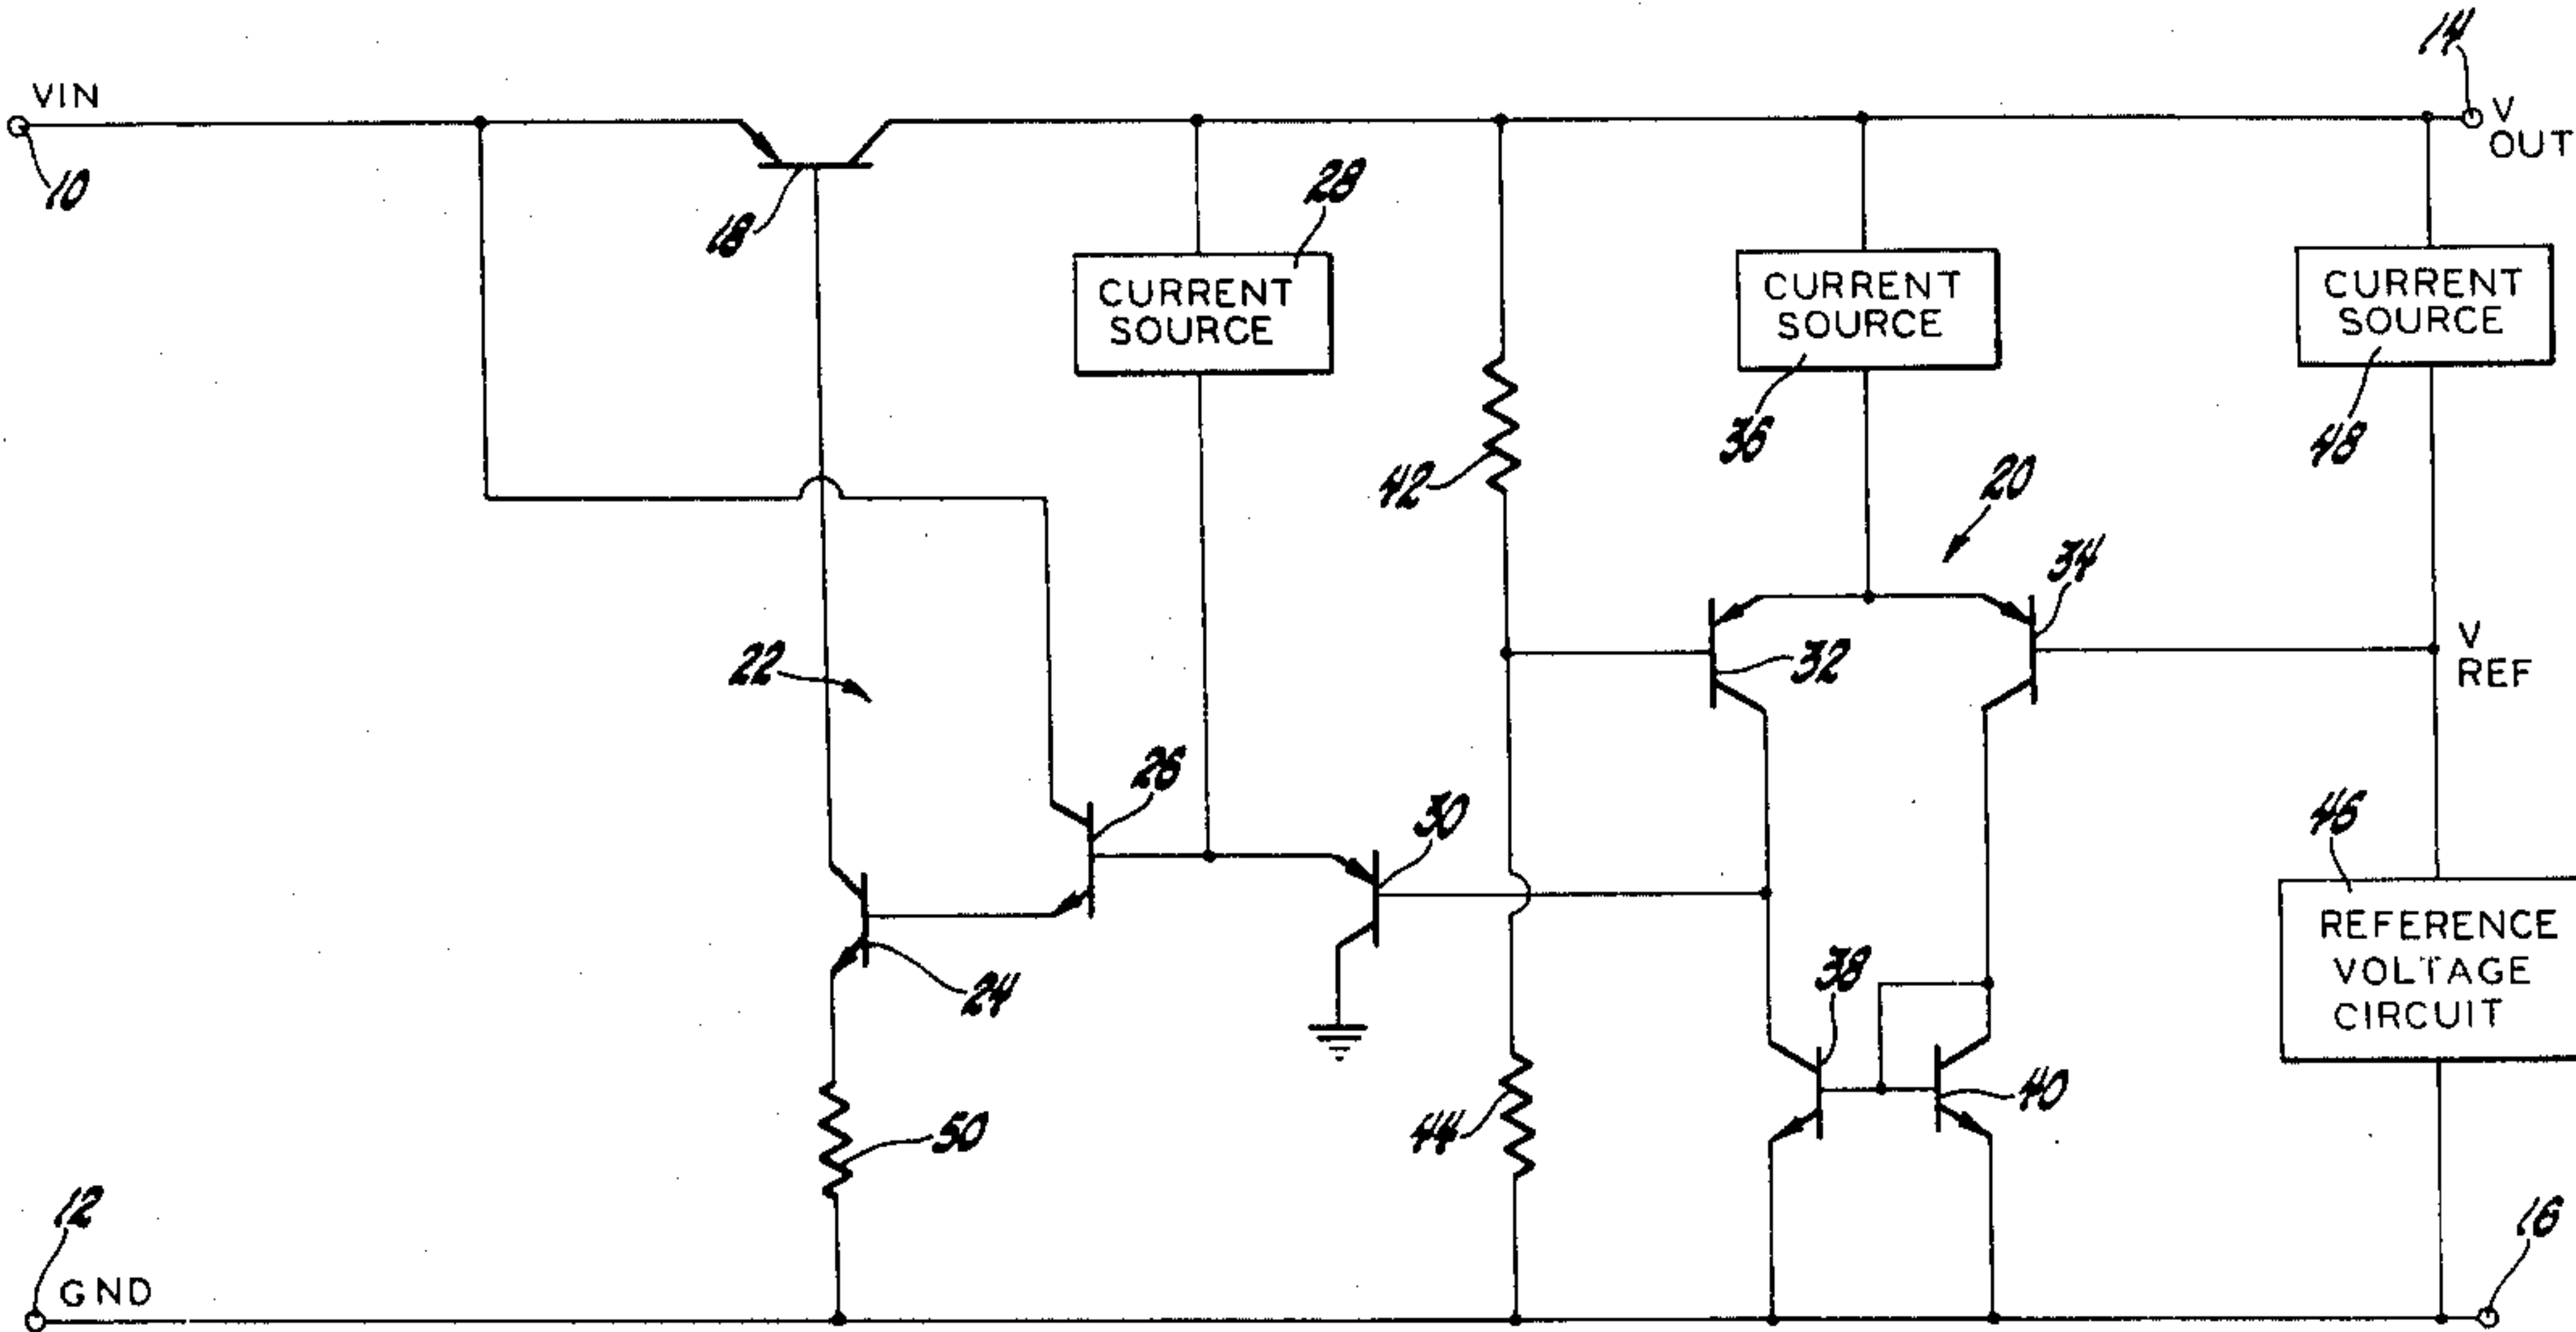 14
VIN
V
OUT
10
18
28
CURRENT
SOURCE
CURRENT
SOURCE
CURRENT
SOURCE
36
48
42
20
34
22
32
V
REF
26
30
46
REFERENCE
VOLTAGE
CIRCUIT
24
38
40
50
44
12
GND
16